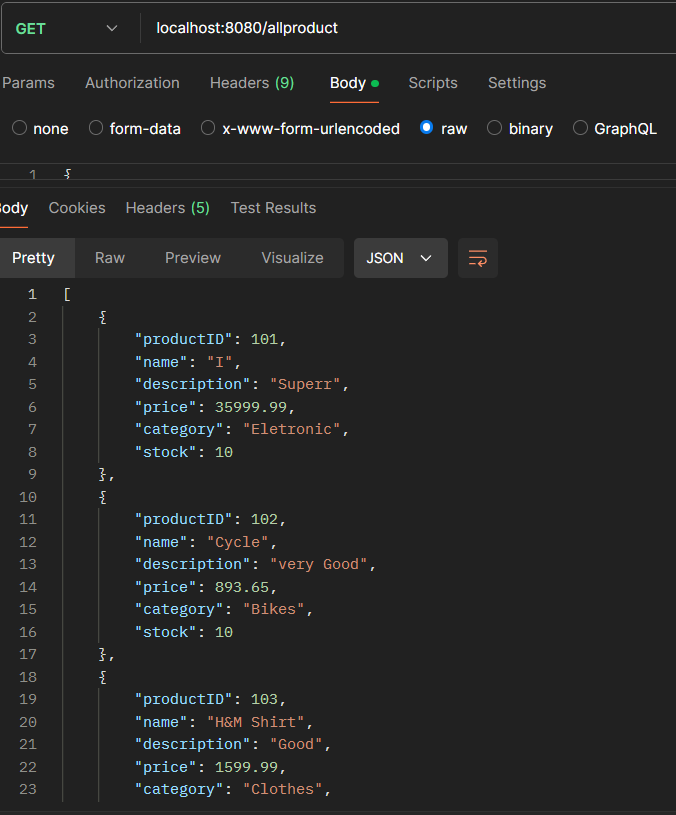 GET localhost:8080/allproduct
Params Authorization Headers (9) Body Scripts Settings
none form-data x-www-form-urlencoded raw binary GraphQL
1 {
Body Cookies Headers (5) Test Results
Pretty Raw Preview Visualize JSON
1 [
2 {
3 "productID": 101,
4 "name": "I",
5 "description": "Superr",
6 "price": 35999.99,
7 "category": "Eletronic",
8 "stock": 10
9 },
10 {
11 "productID": 102,
12 "name": "Cycle",
13 "description": "very Good",
14 "price": 893.65,
15 "category": "Bikes",
16 "stock": 10
17 },
18 {
19 "productID": 103,
20 "name": "H&M Shirt",
21 "description": "Good",
22 "price": 1599.99,
23 "category": "Clothes",